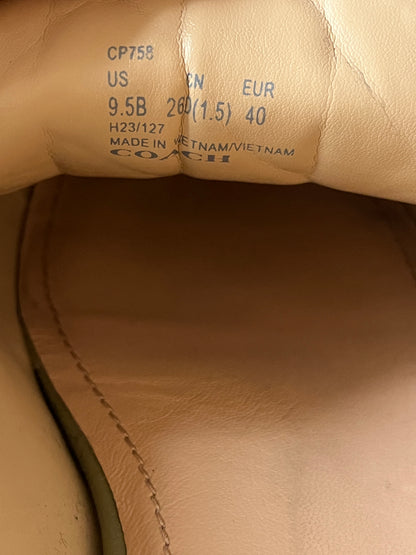 CP758
US CN EUR
9.5B 260(1.5) 40
H23/127
MADE IN VIETNAM/VIETNAM
COACH